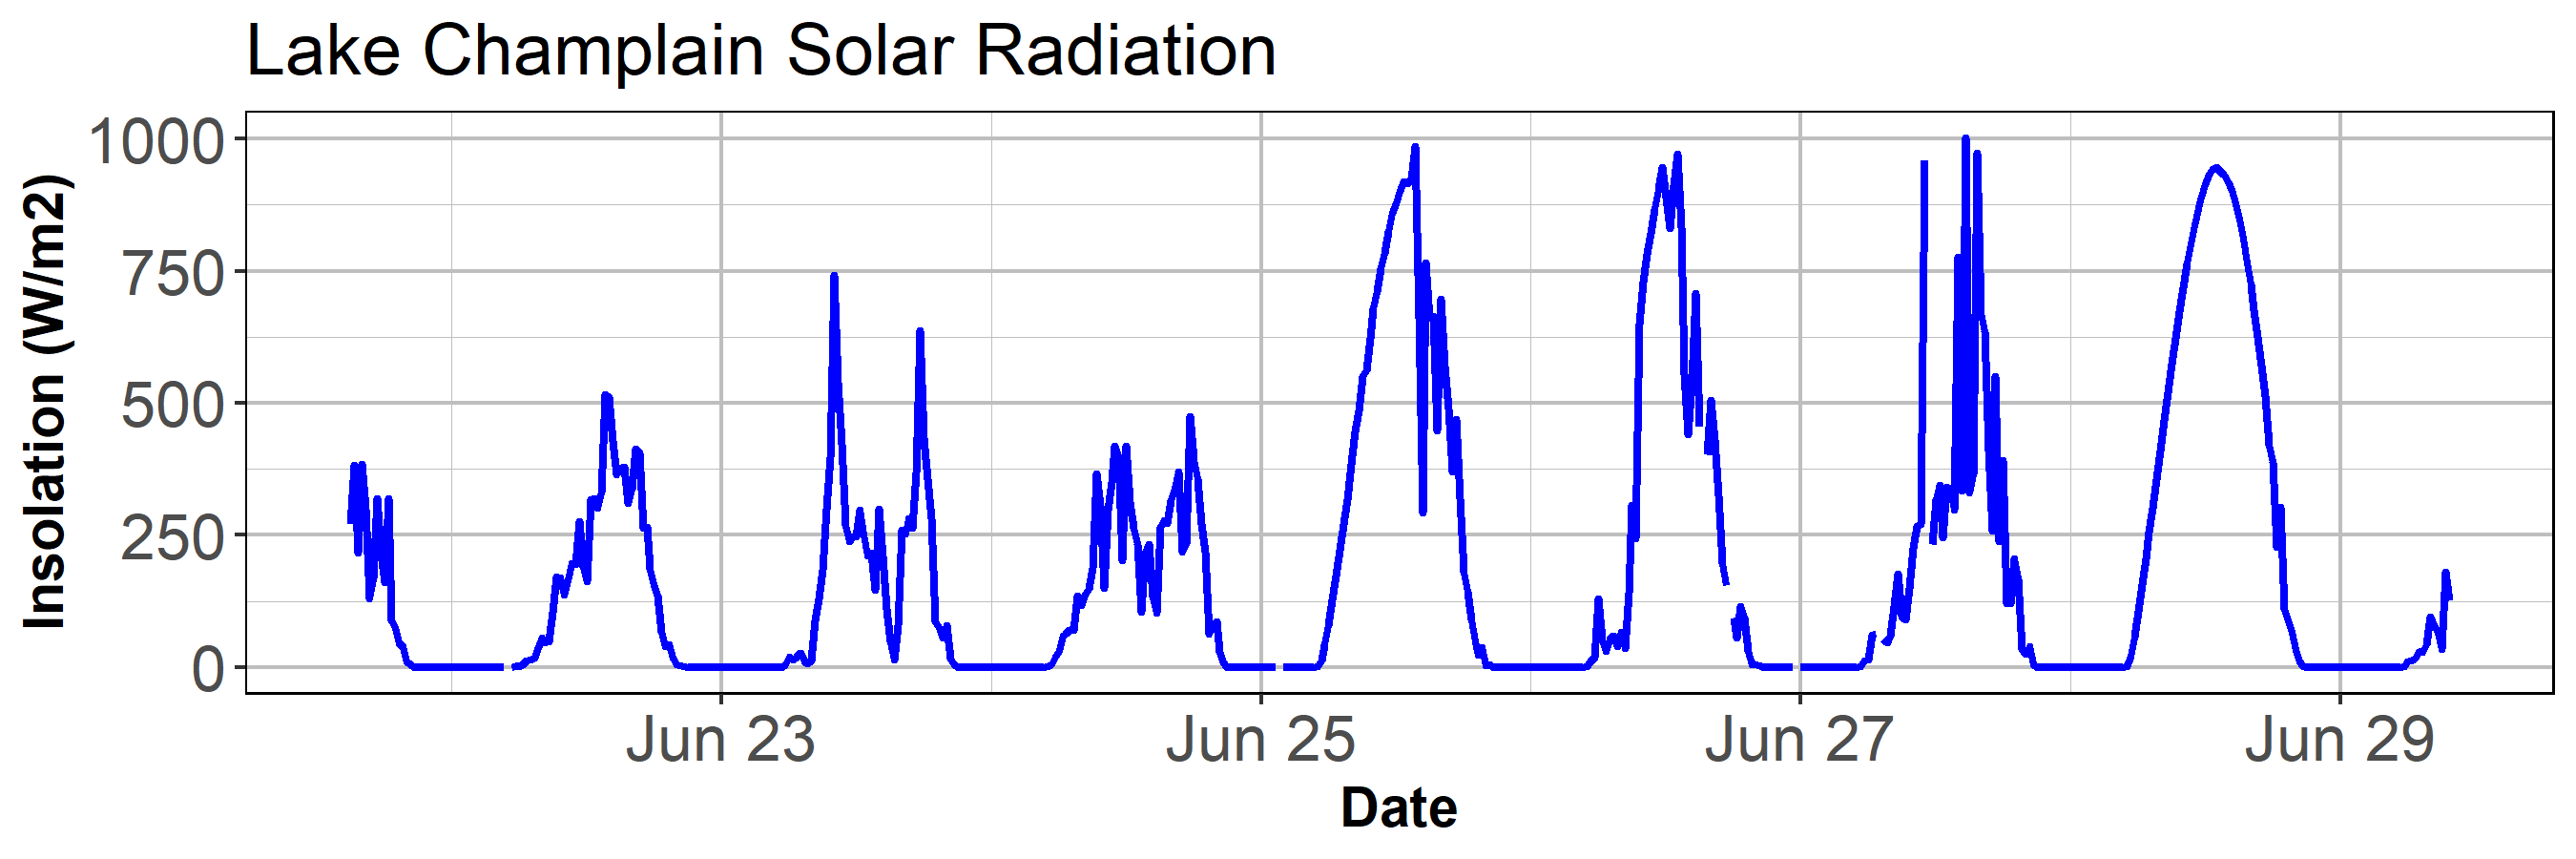 Lake Champlain Solar Radiation
Insolation (W/m2)
1000
750
500
250
0
Jun 23 Jun 25 Jun 27 Jun 29
Date